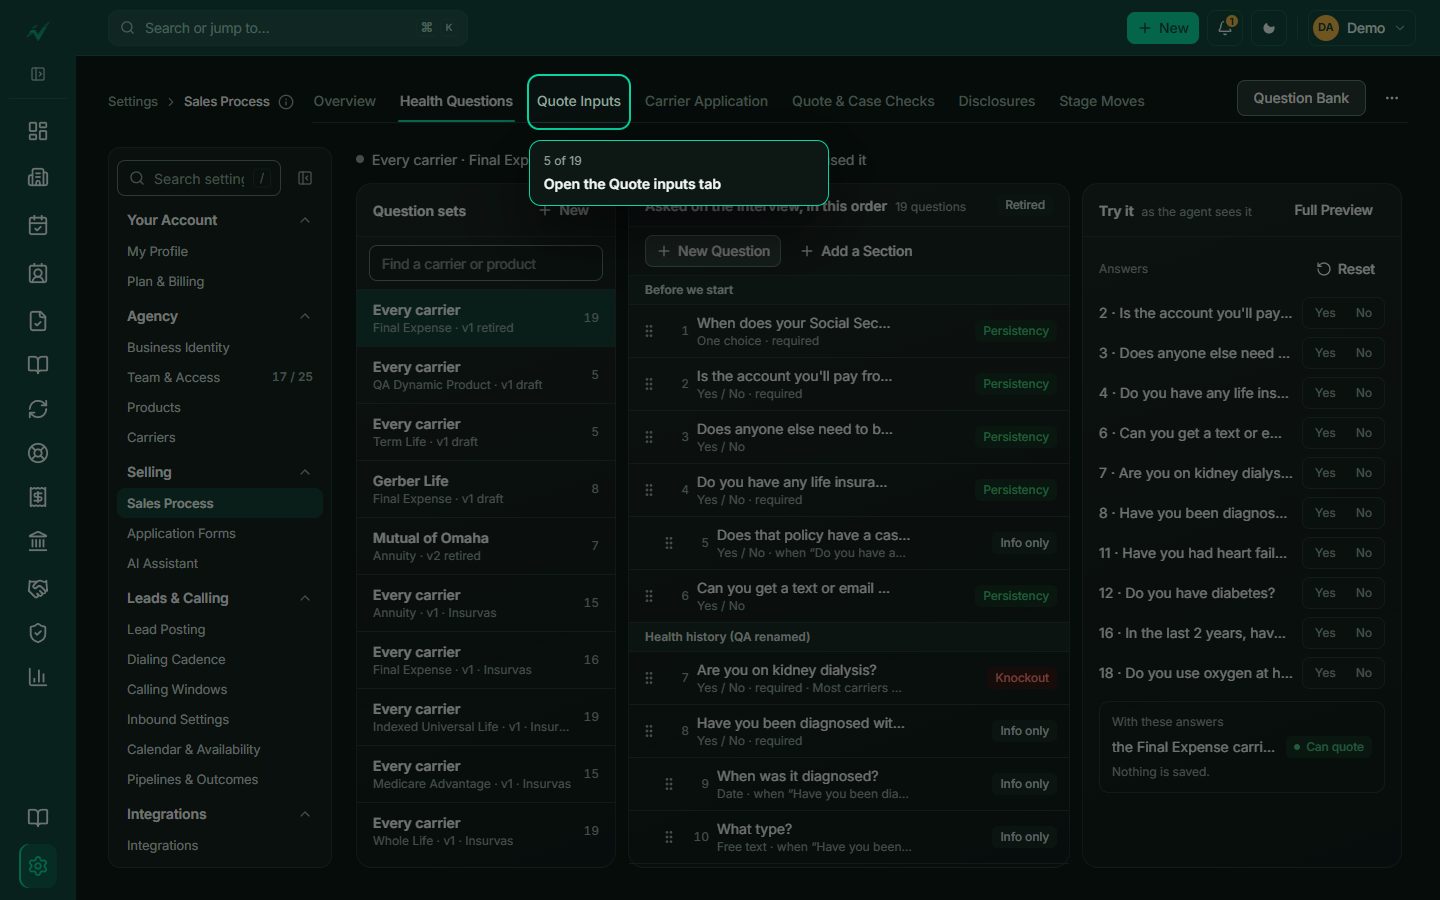 Search or jump to...
⌘ K
+ New
1
DA
Demo
Settings > Sales Process
Overview
Health Questions
Quote Inputs
Carrier Application
Quote & Case Checks
Disclosures
Stage Moves
Question Bank
5 of 19
Open the Quote inputs tab
Search setting
/
Your Account
My Profile
Plan & Billing
Agency
Business Identity
Team & Access 17 / 25
Products
Carriers
Selling
Sales Process
Application Forms
AI Assistant
Leads & Calling
Lead Posting
Dialing Cadence
Calling Windows
Inbound Settings
Calendar & Availability
Pipelines & Outcomes
Integrations
Integrations
Every carrier · Final Exp
sed it
Question sets
+ New
Find a carrier or product
Every carrier
Final Expense · v1 retired
19
Every carrier
QA Dynamic Product · v1 draft
5
Every carrier
Term Life · v1 draft
5
Gerber Life
Final Expense · v1 draft
8
Mutual of Omaha
Annuity · v2 retired
7
Every carrier
Annuity · v1 · Insurvas
15
Every carrier
Final Expense · v1 · Insurvas
16
Every carrier
Indexed Universal Life · v1 · Insur...
19
Every carrier
Medicare Advantage · v1 · Insurvas
15
Every carrier
Whole Life · v1 · Insurvas
19
Asked on the interview, in this order 19 questions
Retired
+ New Question
+ Add a Section
Before we start
1 When does your Social Sec...
One choice · required
Persistency
2 Is the account you'll pay fro...
Yes / No · required
Persistency
3 Does anyone else need to b...
Yes / No
Persistency
4 Do you have any life insura...
Yes / No · required
Persistency
5 Does that policy have a cas...
Yes / No · when “Do you have a...
Info only
6 Can you get a text or email ...
Yes / No
Persistency
Health history (QA renamed)
7 Are you on kidney dialysis?
Yes / No · required · Most carriers ...
Knockout
8 Have you been diagnosed wit...
Yes / No · required
Info only
9 When was it diagnosed?
Date · when “Have you been dia...
Info only
10 What type?
Free text · when “Have you been...
Info only
Try it as the agent sees it
Full Preview
Answers
Reset
2 · Is the account you'll pay... Yes No
3 · Does anyone else need ... Yes No
4 · Do you have any life ins... Yes No
6 · Can you get a text or e... Yes No
7 · Are you on kidney dialys... Yes No
8 · Have you been diagnos... Yes No
11 · Have you had heart fail... Yes No
12 · Do you have diabetes? Yes No
16 · In the last 2 years, hav... Yes No
18 · Do you use oxygen at h... Yes No
With these answers
the Final Expense carri...
Can quote
Nothing is saved.